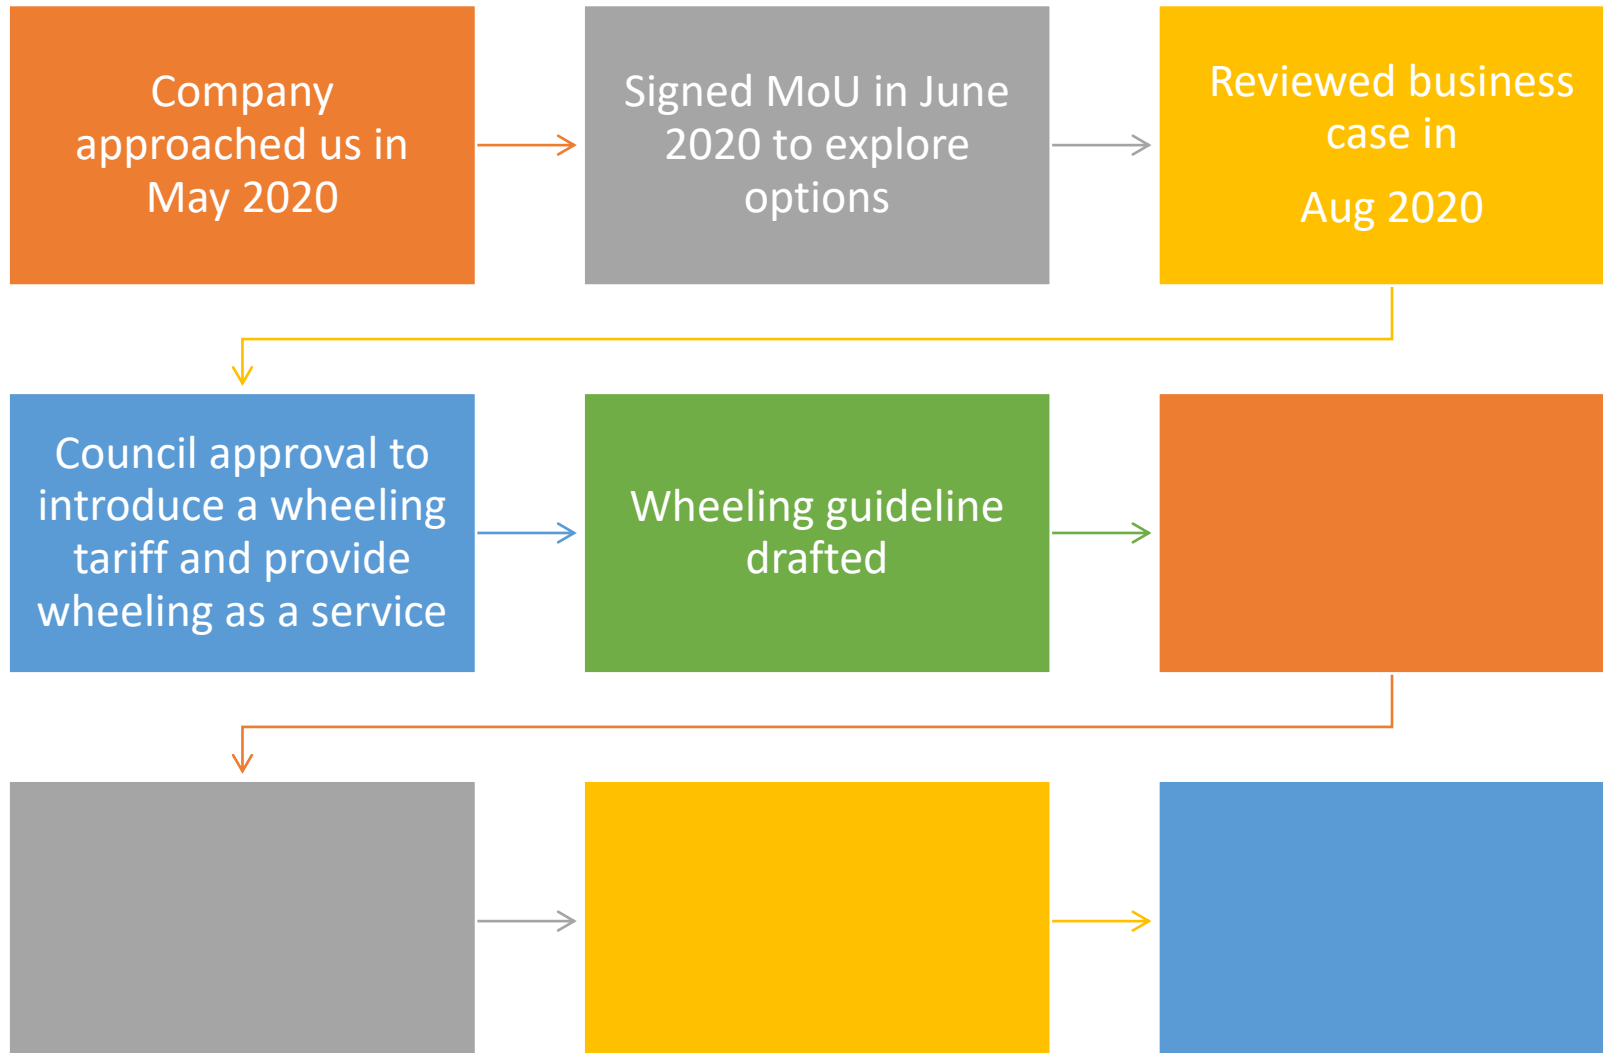 Company
approached us in
May 2020
Signed MoU in June
2020 to explore
options
Reviewed business
case in
Aug 2020
Council approval to
introduce a wheeling
tariff and provide
wheeling as a service
Wheeling guideline
drafted